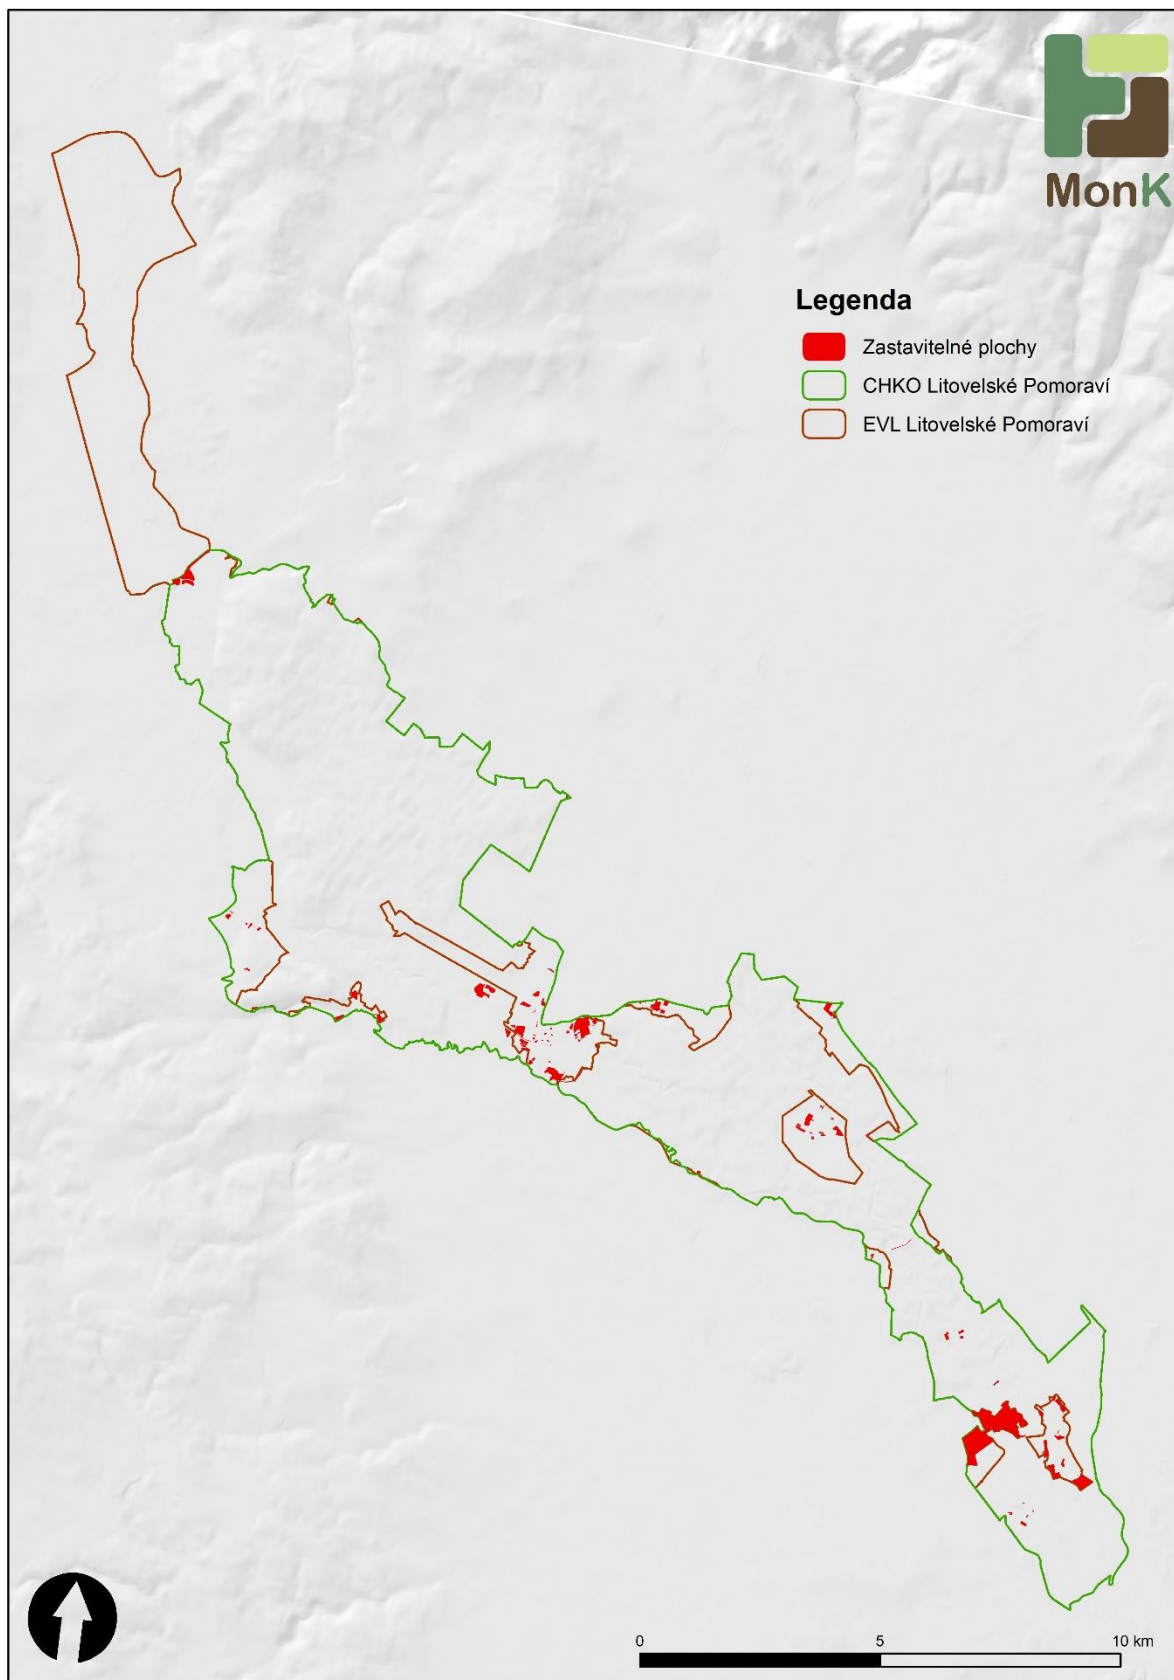 MonK
Legenda
Zastavitelné plochy
CHKO Litovelské Pomoraví
EVL Litovelské Pomoraví
0 5 10 km